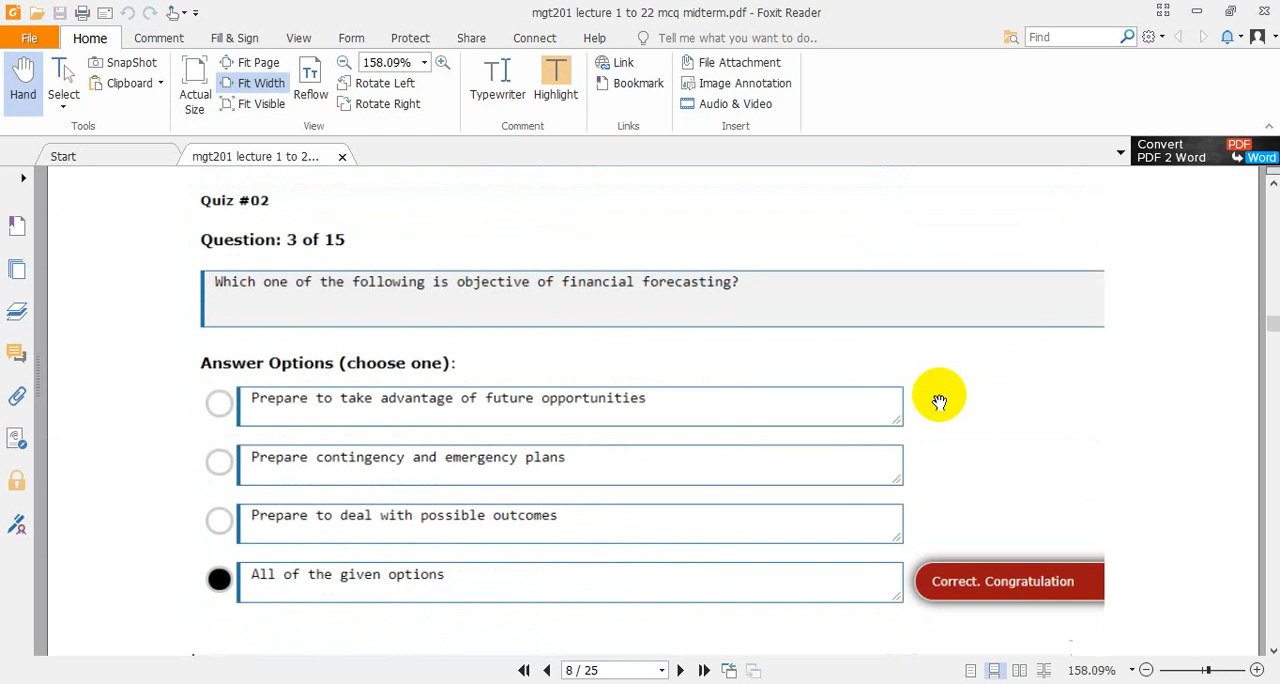 mgt201 lecture 1 to 22 mcq midterm.pdf - Foxit Reader
File Home Comment Fill & Sign View Form Protect Share Connect Help Tell me what you want to do.. Find
Hand
Select
SnapShot
Clipboard
Tools
Actual Size
Fit Page
Fit Width
Fit Visible
Reflow
158.09%
Rotate Left
Rotate Right
View
Typewriter
Highlight
Comment
Link
Bookmark
Links
File Attachment
Image Annotation
Audio & Video
Insert
Start
mgt201 lecture 1 to 2...
Convert PDF
PDF 2 Word Word
Quiz #02
Question: 3 of 15
Which one of the following is objective of financial forecasting?
Answer Options (choose one):
Prepare to take advantage of future opportunities
Prepare contingency and emergency plans
Prepare to deal with possible outcomes
All of the given options
Correct. Congratulation
8 / 25
158.09%